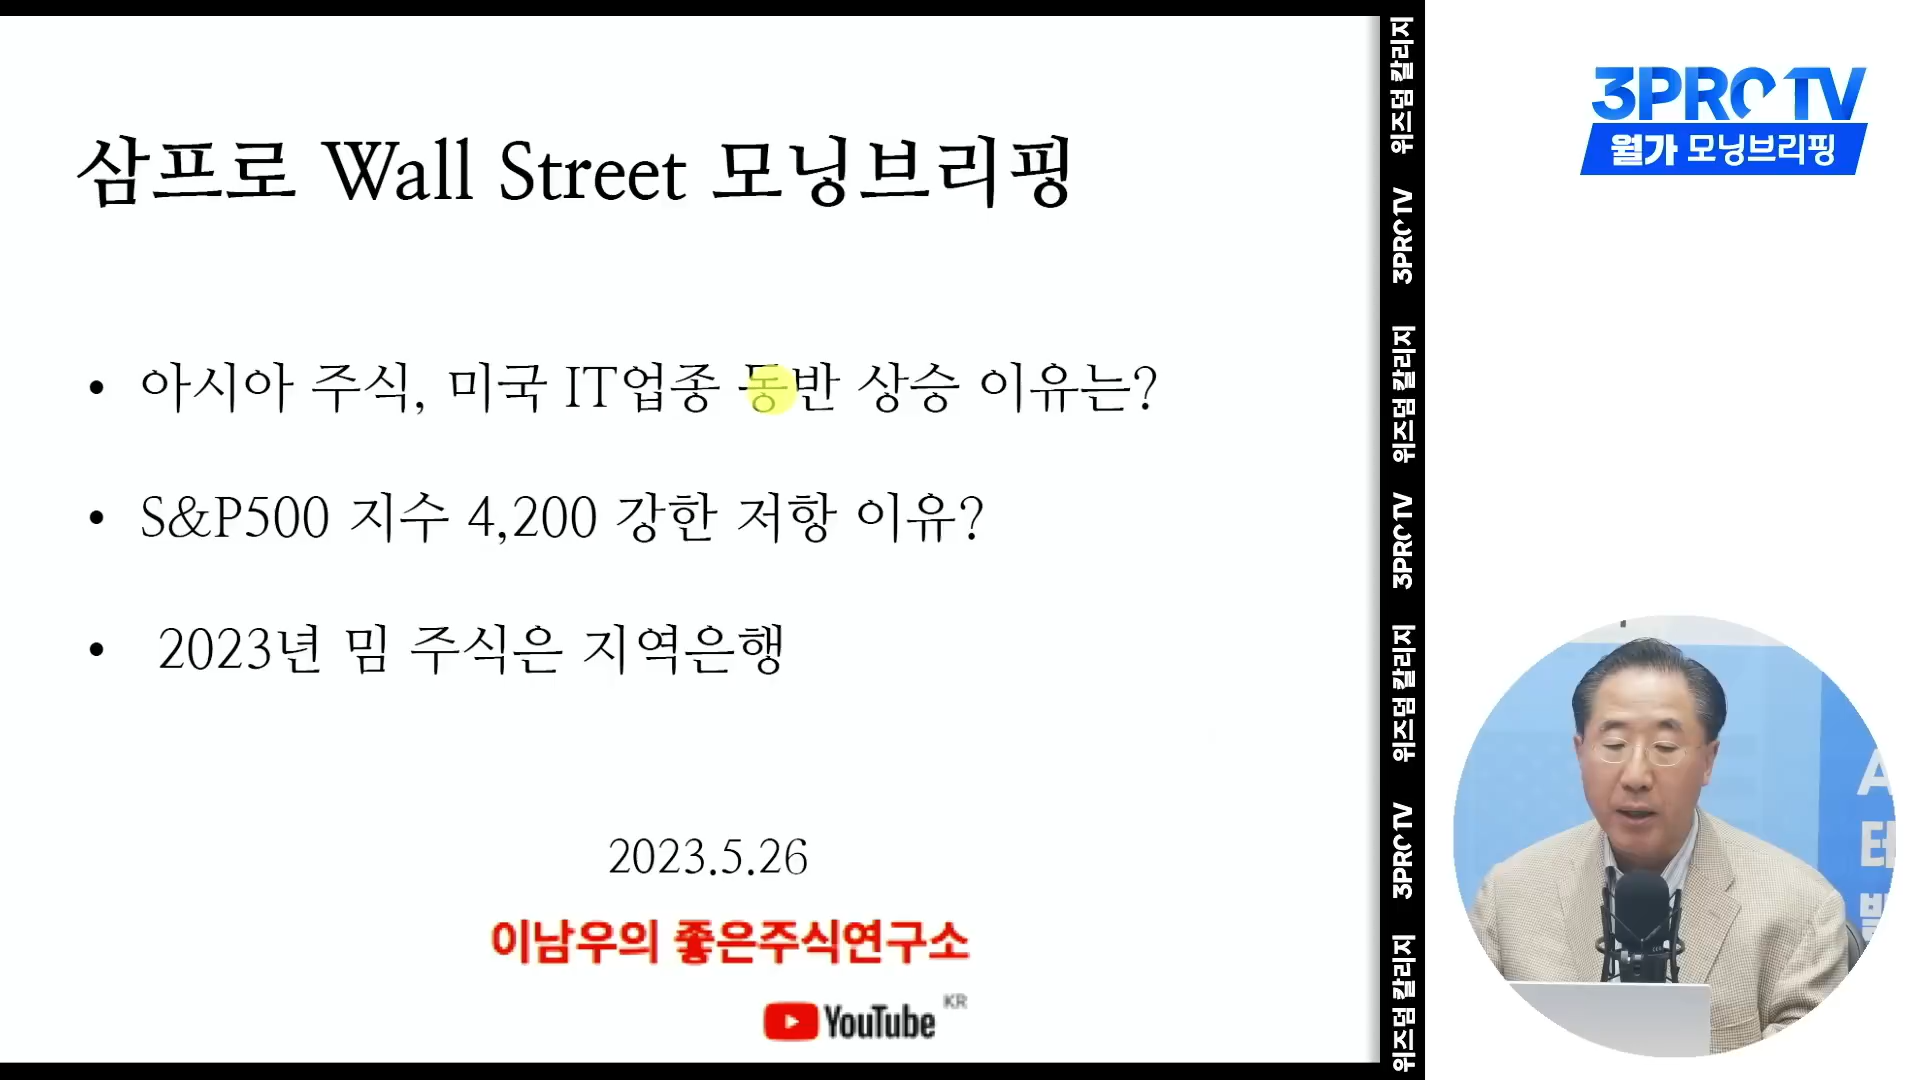 삼프로 Wall Street 모닝브리핑
• 아시아 주식, 미국 IT업종 동반 상승 이유는?
• S&P500 지수 4,200 강한 저항 이유?
• 2023년 밈 주식은 지역은행
2023.5.26
이남우의 좋은주식연구소
YouTube KR
위즈덤 칼리지
3PROTV
위즈덤 칼리지
3PROTV
위즈덤 칼리지
3PROTV
위즈덤 칼리지
3PROTV
월가 모닝브리핑
A